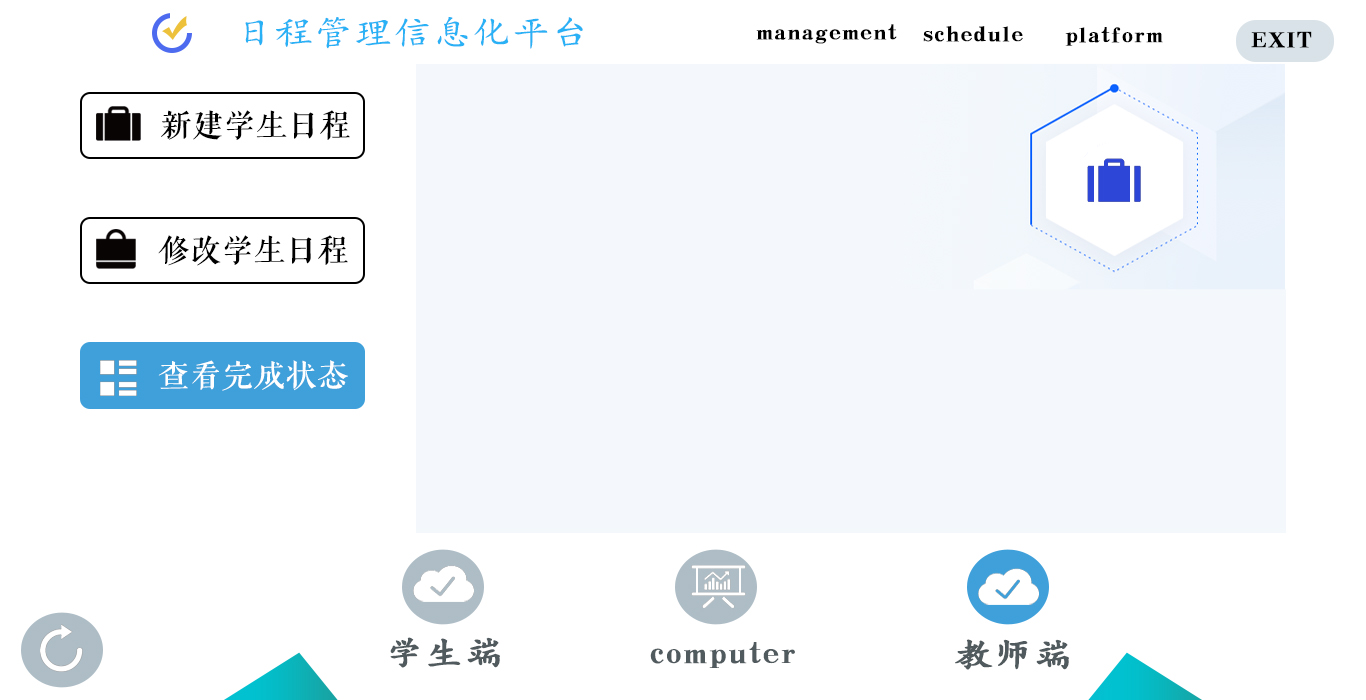 日程管理信息化平台
management
schedule
platform
EXIT
新建学生日程
修改学生日程
查看完成状态
学生端
computer
教师端